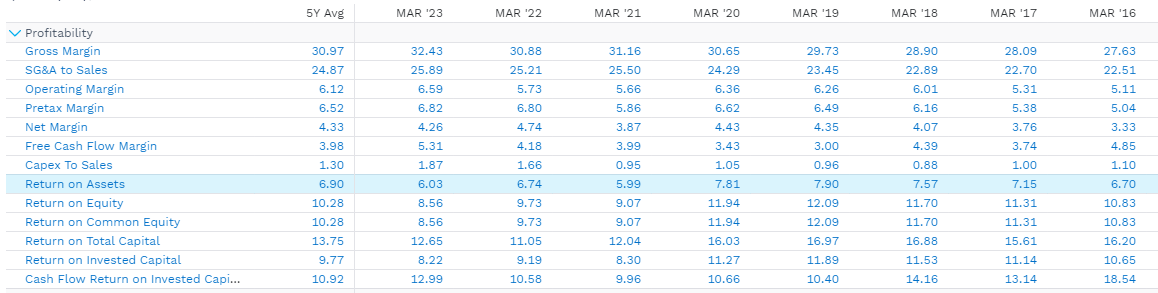 5Y Avg MAR '23 MAR '22 MAR '21 MAR '20 MAR '19 MAR '18 MAR '17 MAR '16
Profitability
Gross Margin 30.97 32.43 30.88 31.16 30.65 29.73 28.90 28.09 27.63
SG&A to Sales 24.87 25.89 25.21 25.50 24.29 23.45 22.89 22.70 22.51
Operating Margin 6.12 6.59 5.73 5.66 6.36 6.26 6.01 5.31 5.11
Pretax Margin 6.52 6.82 6.80 5.86 6.62 6.49 6.16 5.38 5.04
Net Margin 4.33 4.26 4.74 3.87 4.43 4.35 4.07 3.76 3.33
Free Cash Flow Margin 3.98 5.31 4.18 3.99 3.43 3.00 4.39 3.74 4.85
Capex To Sales 1.30 1.87 1.66 0.95 1.05 0.96 0.88 1.00 1.10
Return on Assets 6.90 6.03 6.74 5.99 7.81 7.90 7.57 7.15 6.70
Return on Equity 10.28 8.56 9.73 9.07 11.94 12.09 11.70 11.31 10.83
Return on Common Equity 10.28 8.56 9.73 9.07 11.94 12.09 11.70 11.31 10.83
Return on Total Capital 13.75 12.65 11.05 12.04 16.03 16.97 16.88 15.61 16.20
Return on Invested Capital 9.77 8.22 9.19 8.30 11.27 11.89 11.53 11.14 10.65
Cash Flow Return on Invested Capi... 10.92 12.99 10.58 9.96 10.66 10.40 14.16 13.14 18.54